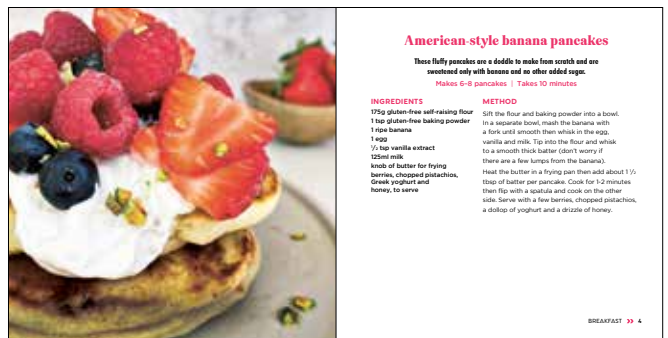 American-style banana pancakes
These fluffy pancakes are a doddle to make from scratch and are
sweetened only with banana and no other added sugar.
Makes 6-8 pancakes | Takes 10 minutes
INGREDIENTS
175g gluten-free self-raising flour
1 tsp gluten-free baking powder
1 ripe banana
1 egg
½ tsp vanilla extract
125ml milk
knob of butter for frying
berries, chopped pistachios,
Greek yoghurt and
honey, to serve
METHOD
Sift the flour and baking powder into a bowl.
In a separate bowl, mash the banana with
a fork until smooth then whisk in the egg,
vanilla and milk. Tip into the flour and whisk
to a smooth thick batter (don't worry if
there are a few lumps from the banana).
Heat the butter in a frying pan then add about 1 ½
tbsp of batter per pancake. Cook for 1-2 minutes
then flip with a spatula and cook on the other
side. Serve with a few berries, chopped pistachios,
a dollop of yoghurt and a drizzle of honey.
BREAKFAST >> 4